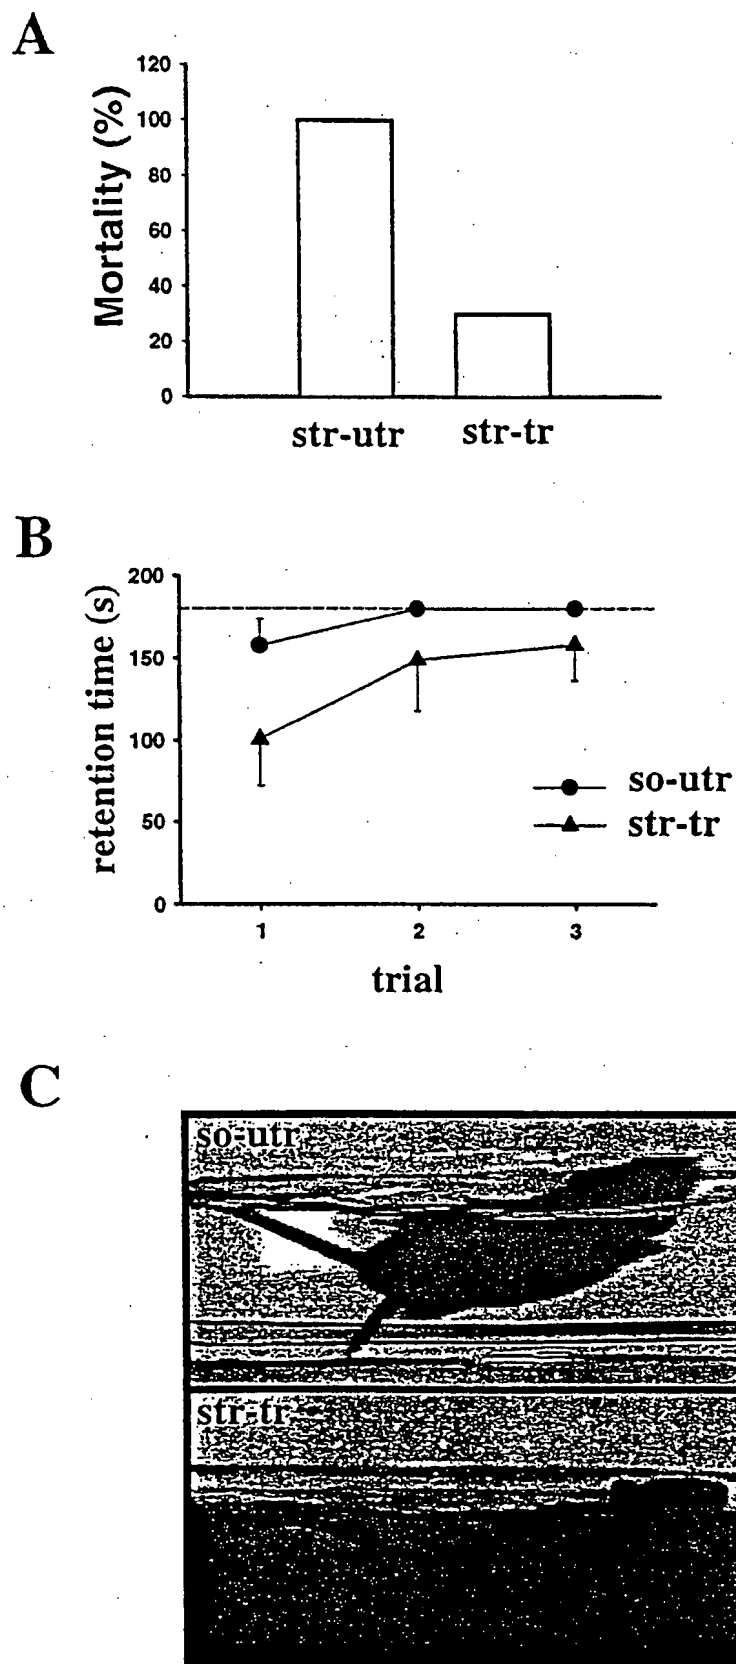 A
Mortality (%)
120
100
80
60
40
20
0
str-utr
str-tr
B
retention time (s)
200
150
100
50
0
so-utr
str-tr
1
2
3
trial
C
so-utr
str-tr